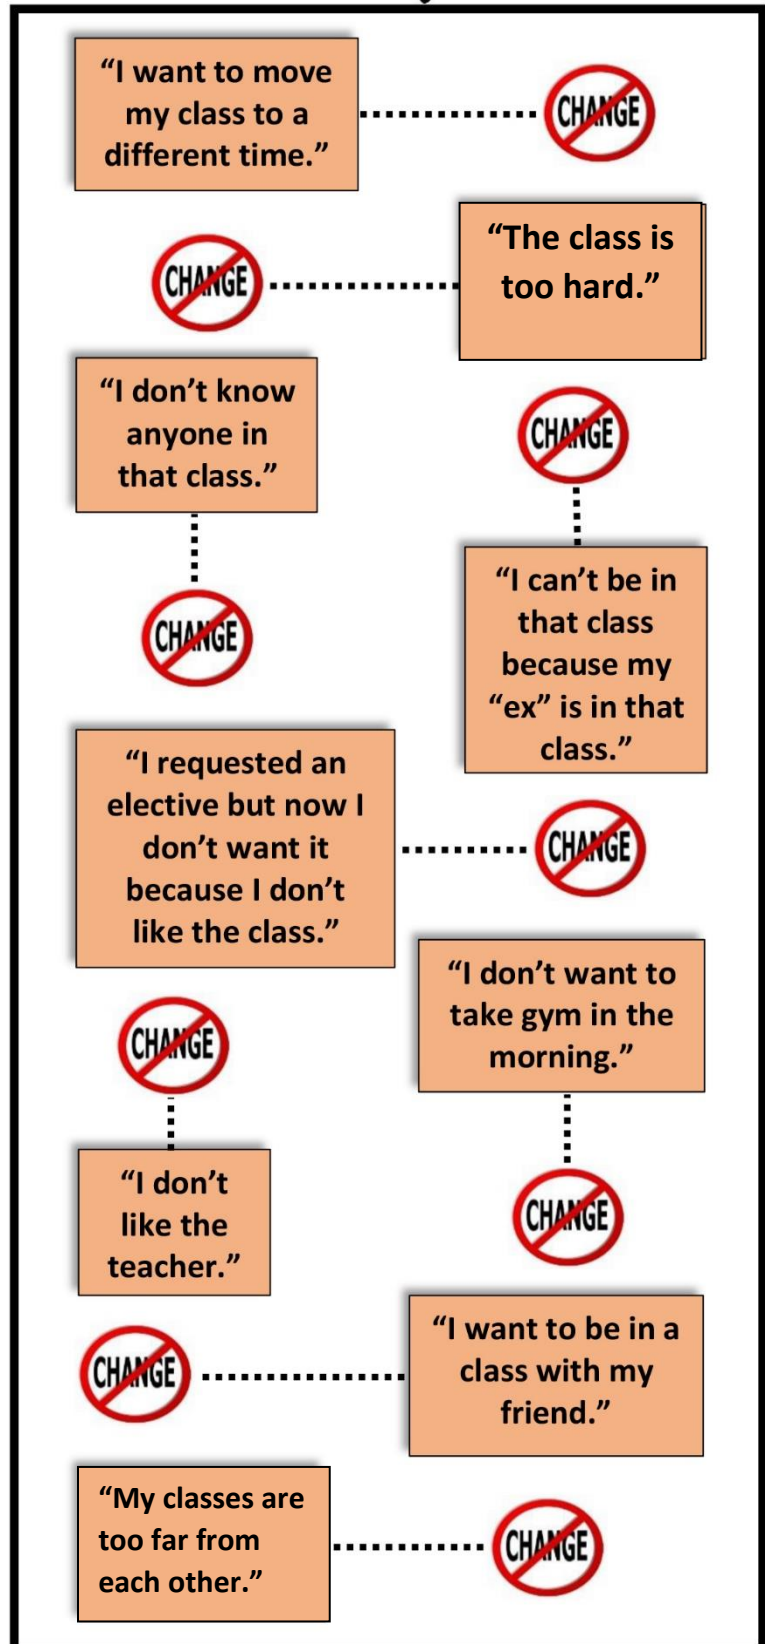 “I want to move
my class to a
different time.”
CHANGE
“The class is
too hard.”
CHANGE
“I don’t know
anyone in
that class.”
CHANGE
CHANGE
“I can’t be in
that class
because my
“ex” is in that
class.”
“I requested an
elective but now I
don’t want it
because I don’t
like the class.”
CHANGE
“I don’t want to
take gym in the
morning.”
CHANGE
CHANGE
“I don’t
like the
teacher.”
“I want to be in a
class with my
friend.”
CHANGE
“My classes are
too far from
each other.”
CHANGE